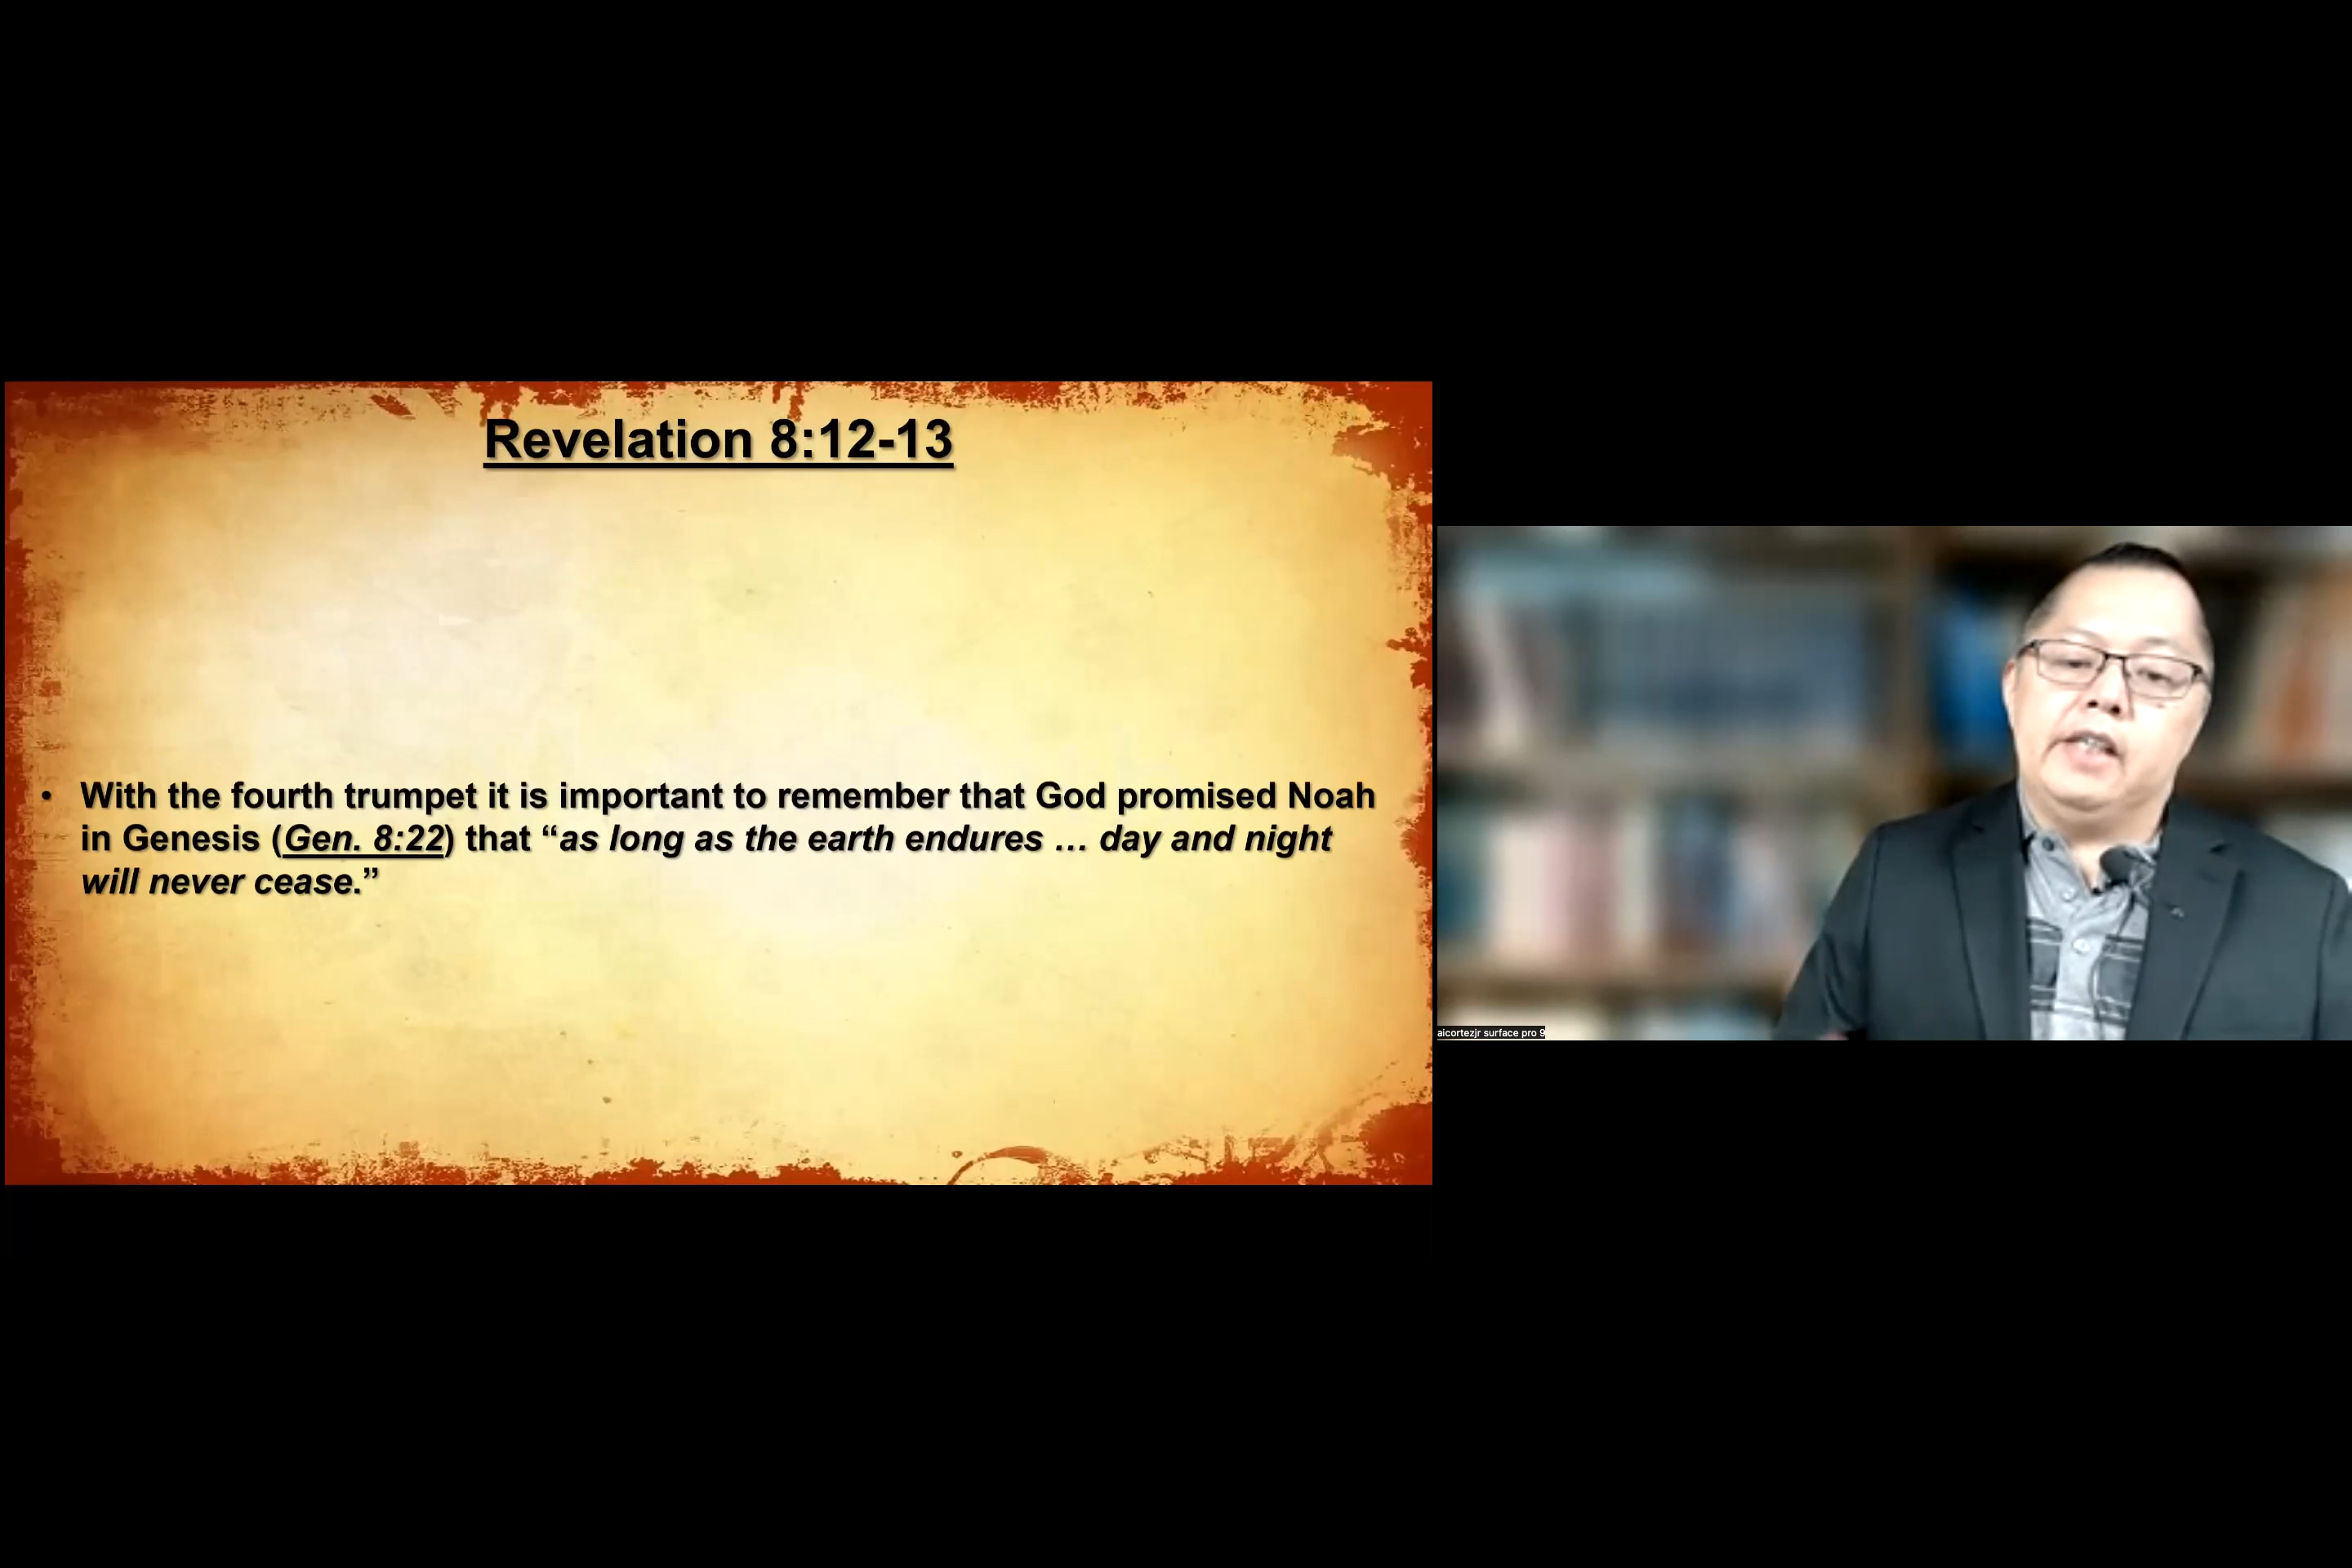 Revelation 8:12-13
• With the fourth trumpet it is important to remember that God promised Noah
in Genesis (Gen. 8:22) that “as long as the earth endures … day and night
will never cease.”
aicortezjr surface pro 9